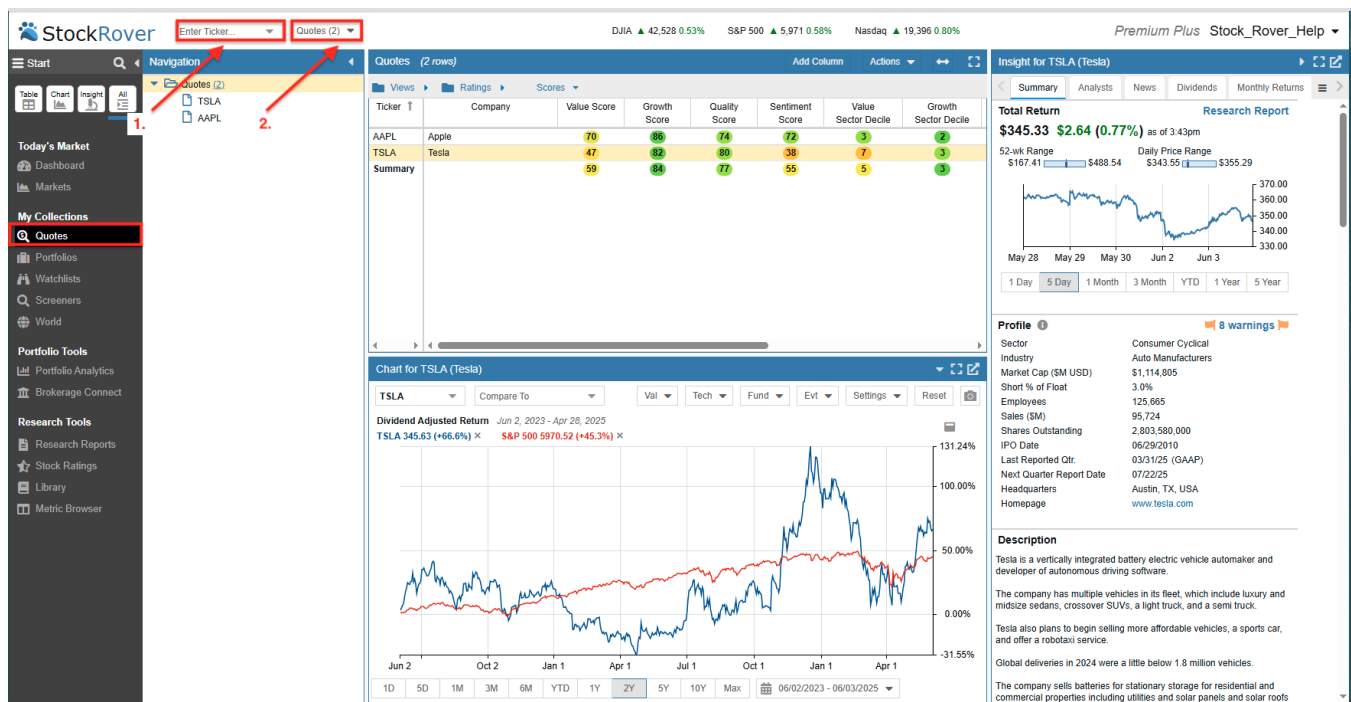 StockRover
Enter Ticker...
Quotes (2)
DJIA ▲ 42,528 0.53% S&P 500 ▲ 5,971 0.58% Nasdaq ▲ 19,396 0.80%
Premium Plus Stock_Rover_Help
Start
Table
Chart
Insight
All
Today's Market
Dashboard
Markets
My Collections
Quotes
Portfolios
Watchlists
Screeners
World
Portfolio Tools
Portfolio Analytics
Brokerage Connect
Research Tools
Research Reports
Stock Ratings
Library
Metric Browser
Navigation
Quotes (2)
TSLA
AAPL
1.
2.
Quotes (2 rows)
Add Column Actions
Views Ratings Scores
Ticker Company Value Score Growth Score Quality Score Sentiment Score Value Sector Decile Growth Sector Decile
AAPL Apple 70 86 74 72 3 2
TSLA Tesla 47 82 80 38 7 3
Summary 59 84 77 55 5 3
Chart for TSLA (Tesla)
TSLA Compare To Val Tech Fund Evt Settings Reset
Dividend Adjusted Return Jun 2, 2023 - Apr 28, 2025
TSLA 345.63 (+66.6%) × S&P 500 5970.52 (+45.3%) ×
131.24%
100.00%
50.00%
0.00%
-31.55%
Jun 2 Oct 2 Jan 1 Apr 1 Jul 1 Oct 1 Jan 1 Apr 1
1D 5D 1M 3M 6M YTD 1Y 2Y 5Y 10Y Max 06/02/2023 - 06/03/2025
Insight for TSLA (Tesla)
Summary Analysts News Dividends Monthly Returns
Total Return Research Report
$345.33 $2.64 (0.77%) as of 3:43pm
52-wk Range Daily Price Range
$167.41 $488.54 $343.55 $355.29
370.00
360.00
350.00
340.00
330.00
May 28 May 29 May 30 Jun 2 Jun 3
1 Day 5 Day 1 Month 3 Month YTD 1 Year 5 Year
Profile 8 warnings
Sector Consumer Cyclical
Industry Auto Manufacturers
Market Cap ($M USD) $1,114,805
Short % of Float 3.0%
Employees 125,665
Sales ($M) 95,724
Shares Outstanding 2,803,580,000
IPO Date 06/29/2010
Last Reported Qtr. 03/31/25 (GAAP)
Next Quarter Report Date 07/22/25
Headquarters Austin, TX, USA
Homepage www.tesla.com
Description
Tesla is a vertically integrated battery electric vehicle automaker and
developer of autonomous driving software.
The company has multiple vehicles in its fleet, which include luxury and
midsize sedans, crossover SUVs, a light truck, and a semi truck.
Tesla also plans to begin selling more affordable vehicles, a sports car,
and offer a robotaxi service.
Global deliveries in 2024 were a little below 1.8 million vehicles.
The company sells batteries for stationary storage for residential and
commercial properties including utilities and solar panels and solar roofs